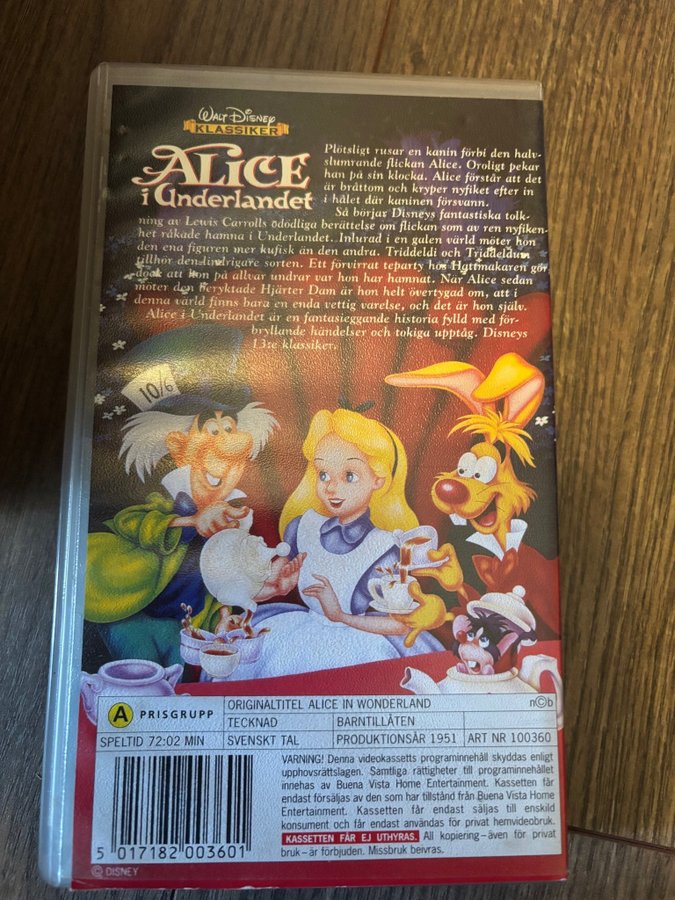 WALT DISNEY
KLASSIKER
ALICE
i Underlandet
Plötsligt rusar en kanin förbi den halv-
slumrande flickan Alice. Oroligt pekar
han på sin klocka. Alice förstår att det
är bråttom och kryper nyfiket efter in
i hålet där kaninen försvann.
Så börjas Disneys fantastiska tolk-
ning av Lewis Carrolls odödliga berättelse om flickan som av ren nyfiken-
het råkade hamna i Underlandet. Inlurad i en galen värld möter hon
den ena figuren mer kufisk än den andra. Triddeldi och Triddeldum
tillhör den lindrigare sorten. Ett förvirrat teparty hos Hattmakaren gör
dock att hon på allvar undrar var hon har hamnat. När Alice sedan
möter den beryktade Hjärter Dam är hon helt övertygad om, att i
denna värld finns bara en enda vettig varelse, och det är hon själv.
Alice i Underlandet är en fantasieggande historia fylld med för-
bryllande händelser och tokiga upptåg. Disneys
13:e klassiker.
10/6
A PRISGRUPP
ORIGINALTITEL ALICE IN WONDERLAND
n©b
TECKNAD
BARNTILLÅTEN
SPELTID 72:02 MIN
SVENSKT TAL
PRODUKTIONSÅR 1951
ART NR 100360
VARNING! Denna videokassetts programinnehåll skyddas enligt
upphovsrättslagen. Samtliga rättigheter till programinnehållet
innehas av Buena Vista Home Entertainment. Kassetten får
endast försäljas av den som har tillstånd från Buena Vista Home
Entertainment. Kassetten får endast säljas till enskild
konsument och får endast användas för privat hemvideobruk.
KASSETTEN FÅR EJ UTHYRAS. All kopiering – även för privat
bruk – är förbjuden. Missbruk beivras.
5 017182 003601
© DISNEY